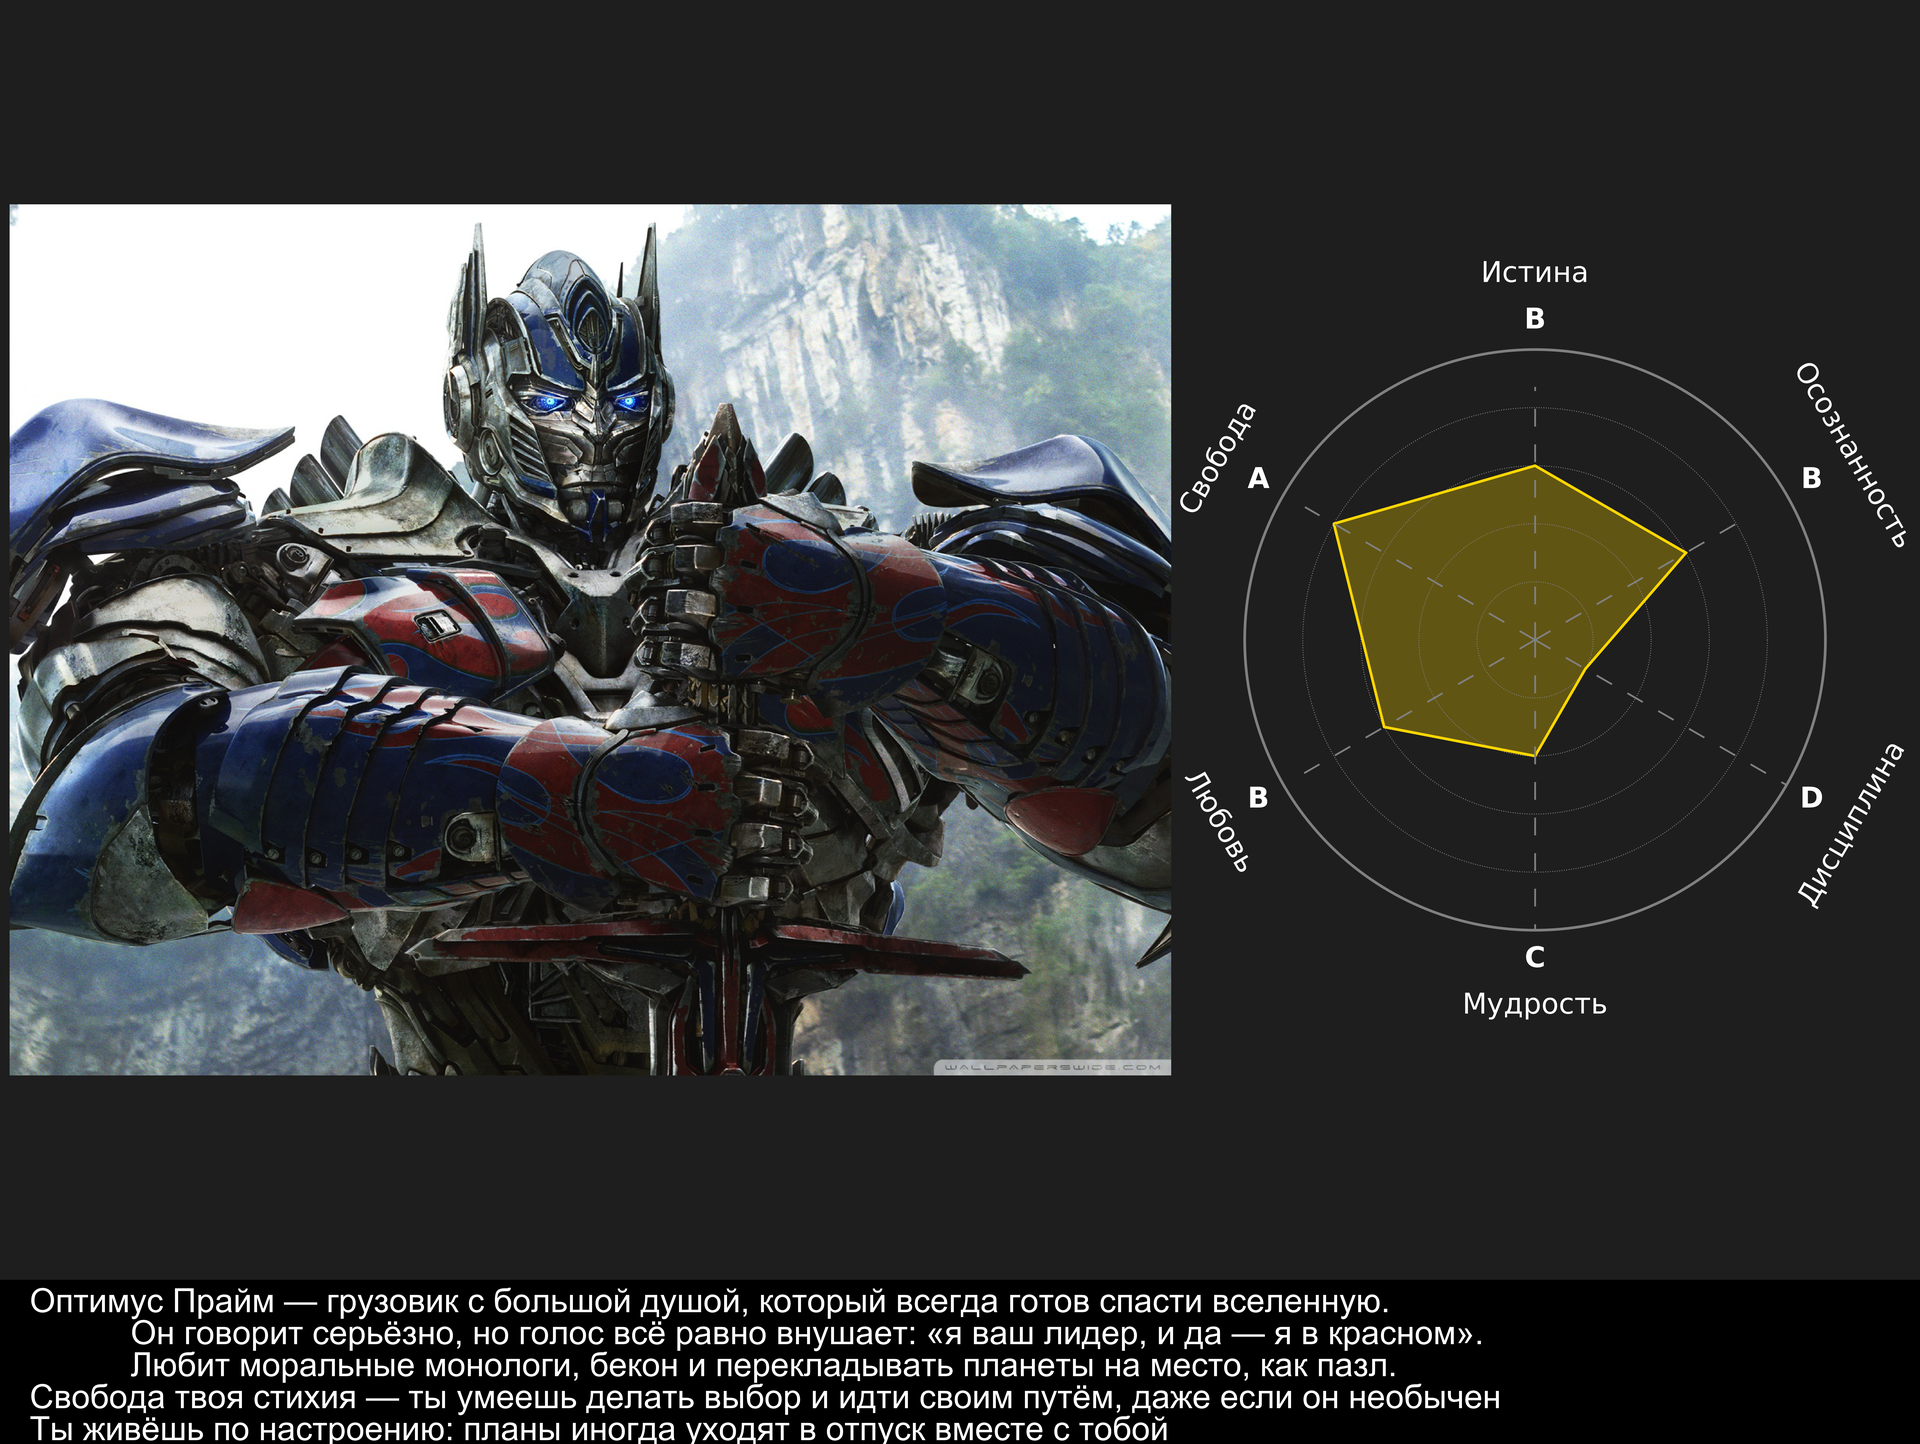 Истина
B
Осознанность
B
Свобода
A
Любовь
B
Дисциплина
D
C
Мудрость
WALLPAPERSWIDE.COM
Оптимус Прайм — грузовик с большой душой, который всегда готов спасти вселенную.
Он говорит серьёзно, но голос всё равно внушает: «я ваш лидер, и да — я в красном».
Любит моральные монологи, бекон и перекладывать планеты на место, как пазл.
Свобода твоя стихия — ты умеешь делать выбор и идти своим путём, даже если он необычен
Ты живёшь по настроению: планы иногда уходят в отпуск вместе с тобой